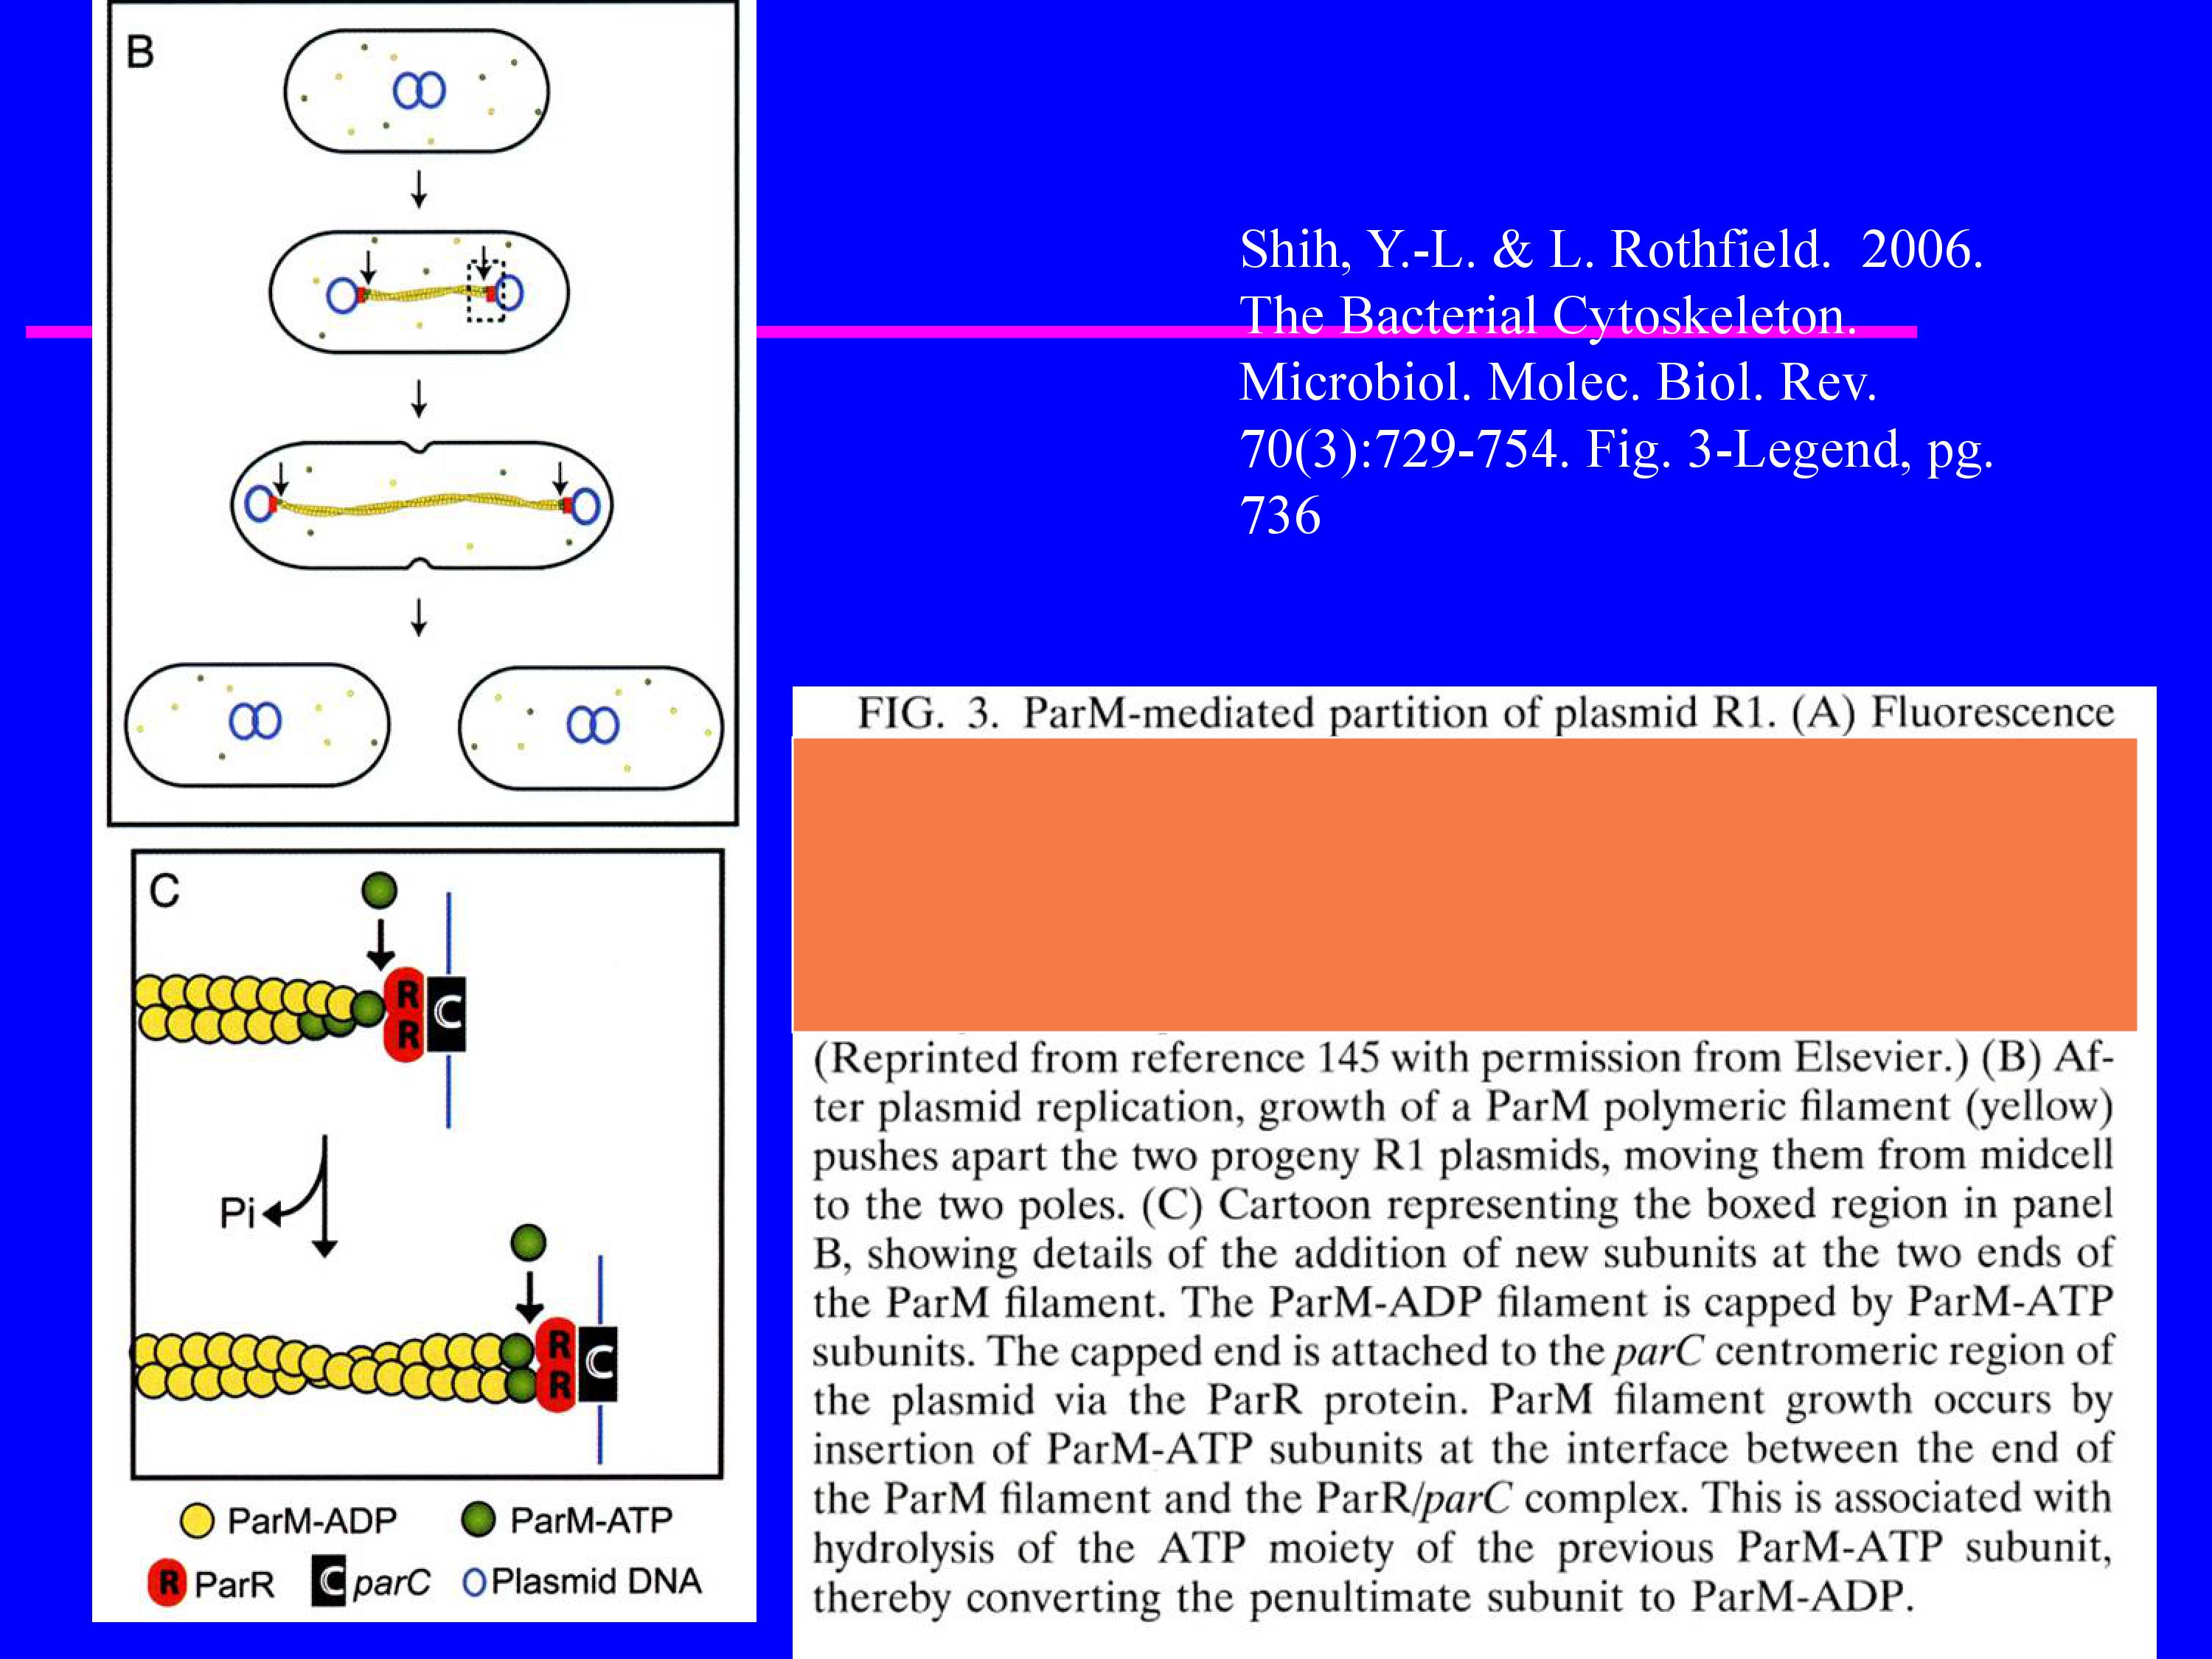 B
Shih, Y.-L. & L. Rothfield.  2006.
The Bacterial Cytoskeleton.
Microbiol. Molec. Biol. Rev.
70(3):729-754. Fig. 3-Legend, pg.
736
C
R
R
C
Pi
R
R
C
ParM-ADP
ParM-ATP
R ParR
C parC
Plasmid DNA
FIG. 3. ParM-mediated partition of plasmid R1. (A) Fluorescence
(Reprinted from reference 145 with permission from Elsevier.) (B) Af-
ter plasmid replication, growth of a ParM polymeric filament (yellow)
pushes apart the two progeny R1 plasmids, moving them from midcell
to the two poles. (C) Cartoon representing the boxed region in panel
B, showing details of the addition of new subunits at the two ends of
the ParM filament. The ParM-ADP filament is capped by ParM-ATP
subunits. The capped end is attached to the parC centromeric region of
the plasmid via the ParR protein. ParM filament growth occurs by
insertion of ParM-ATP subunits at the interface between the end of
the ParM filament and the ParR/parC complex. This is associated with
hydrolysis of the ATP moiety of the previous ParM-ATP subunit,
thereby converting the penultimate subunit to ParM-ADP.